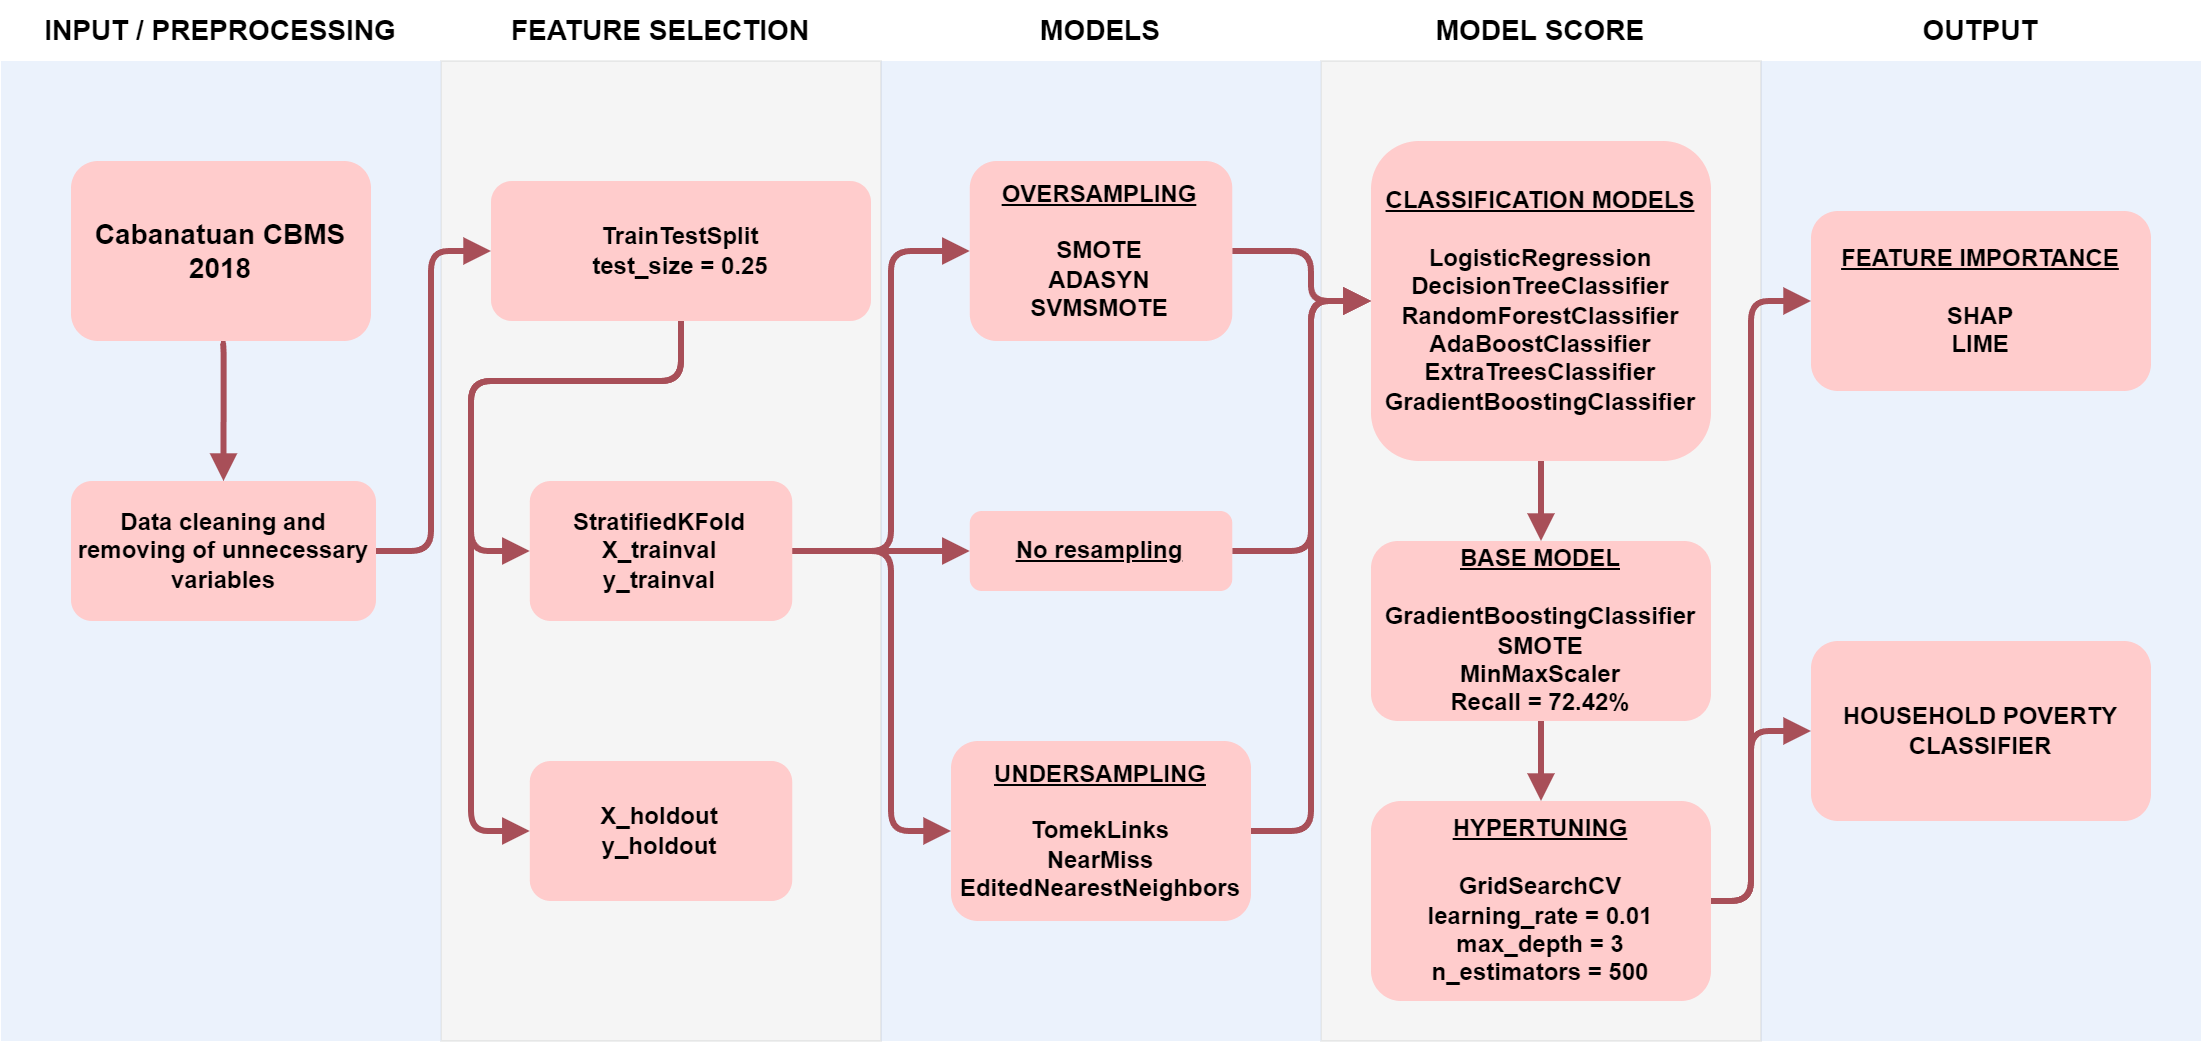 INPUT / PREPROCESSING
FEATURE SELECTION
MODELS
MODEL SCORE
OUTPUT
Cabanatuan CBMS
2018
Data cleaning and
removing of unnecessary
variables
TrainTestSplit
test_size = 0.25
StratifiedKFold
X_trainval
y_trainval
X_holdout
y_holdout
OVERSAMPLING
SMOTE
ADASYN
SVMSMOTE
No resampling
UNDERSAMPLING
TomekLinks
NearMiss
EditedNearestNeighbors
CLASSIFICATION MODELS
LogisticRegression
DecisionTreeClassifier
RandomForestClassifier
AdaBoostClassifier
ExtraTreesClassifier
GradientBoostingClassifier
BASE MODEL
GradientBoostingClassifier
SMOTE
MinMaxScaler
Recall = 72.42%
HYPERTUNING
GridSearchCV
learning_rate = 0.01
max_depth = 3
n_estimators = 500
FEATURE IMPORTANCE
SHAP
LIME
HOUSEHOLD POVERTY
CLASSIFIER